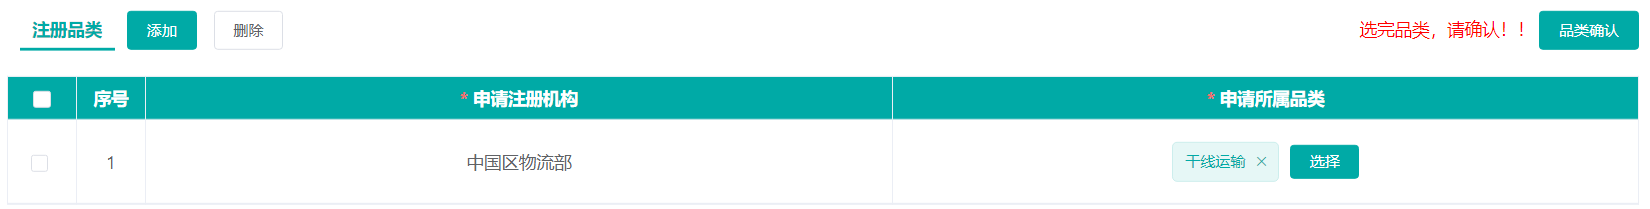 注册品类 添加 删除 选完品类，请确认！！ 品类确认
序号 * 申请注册机构 * 申请所属品类
1 中国区物流部 干线运输 × 选择